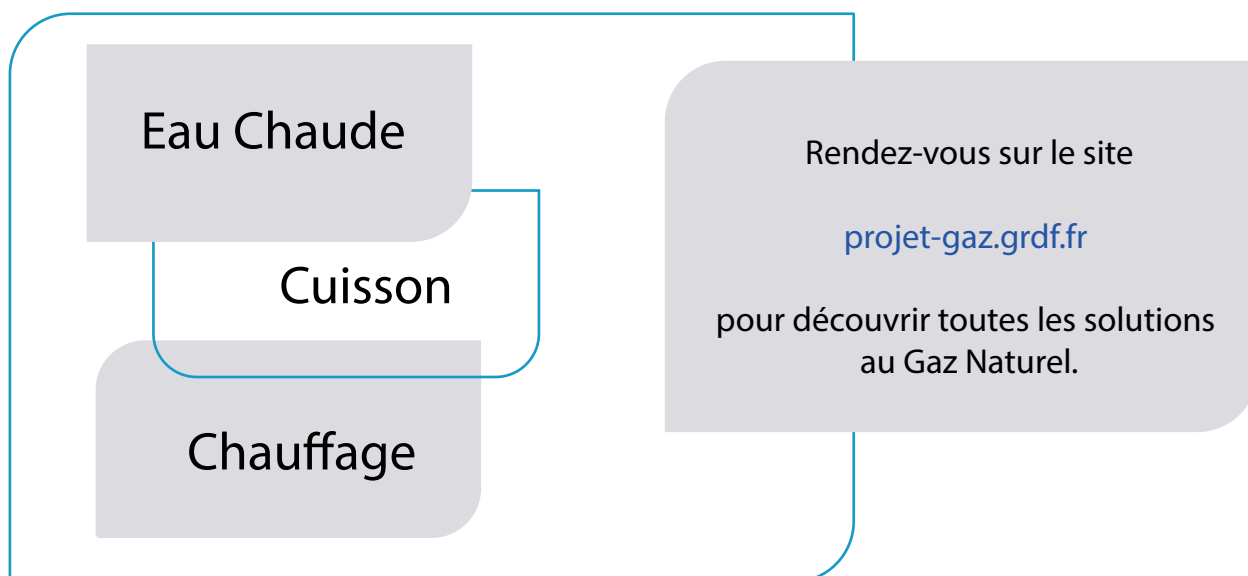 Eau Chaude
Cuisson
Chauffage
Rendez-vous sur le site
projet-gaz.grdf.fr
pour découvrir toutes les solutions
au Gaz Naturel.